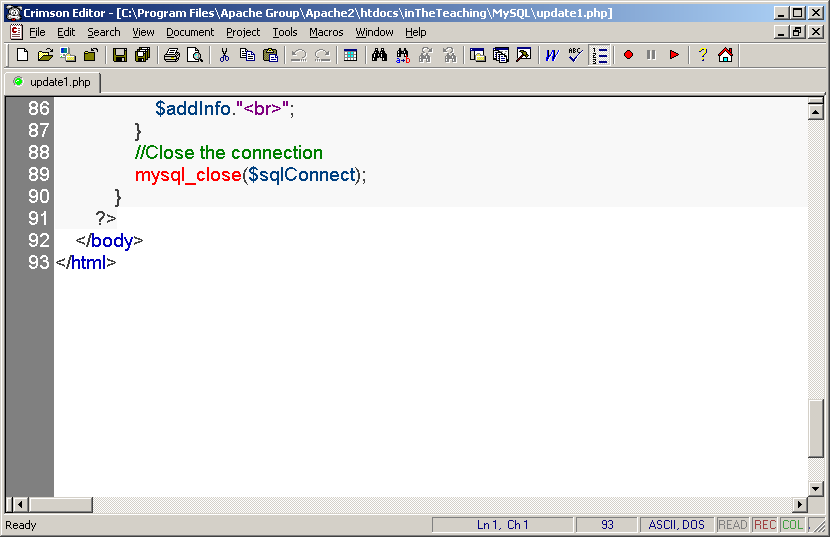 Crimson Editor - [C:\Program Files\Apache Group\Apache2\htdocs\inTheTeaching\MySQL\update1.php]
File Edit Search View Document Project Tools Macros Window Help
update1.php
86 $addInfo."<br>";
87 }
88 //Close the connection
89 mysql_close($sqlConnect);
90 }
91 ?>
92 </body>
93 </html>
Ready Ln 1, Ch 1 93 ASCII, DOS READ REC COL